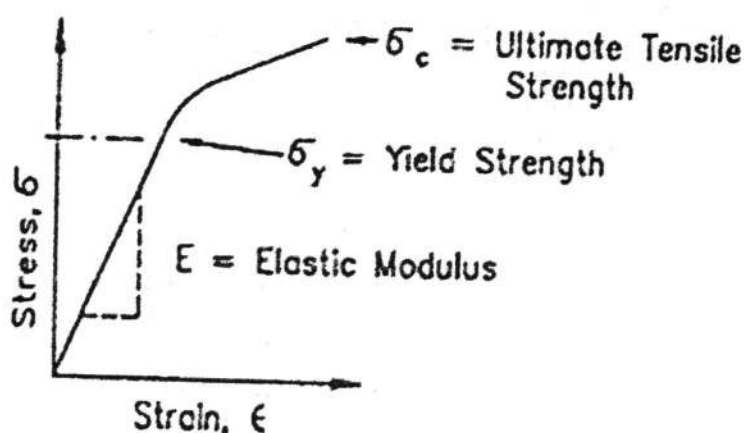 σc = Ultimate Tensile
Strength
σy = Yield Strength
E = Elastic Modulus
Stress, σ
Strain, ϵ